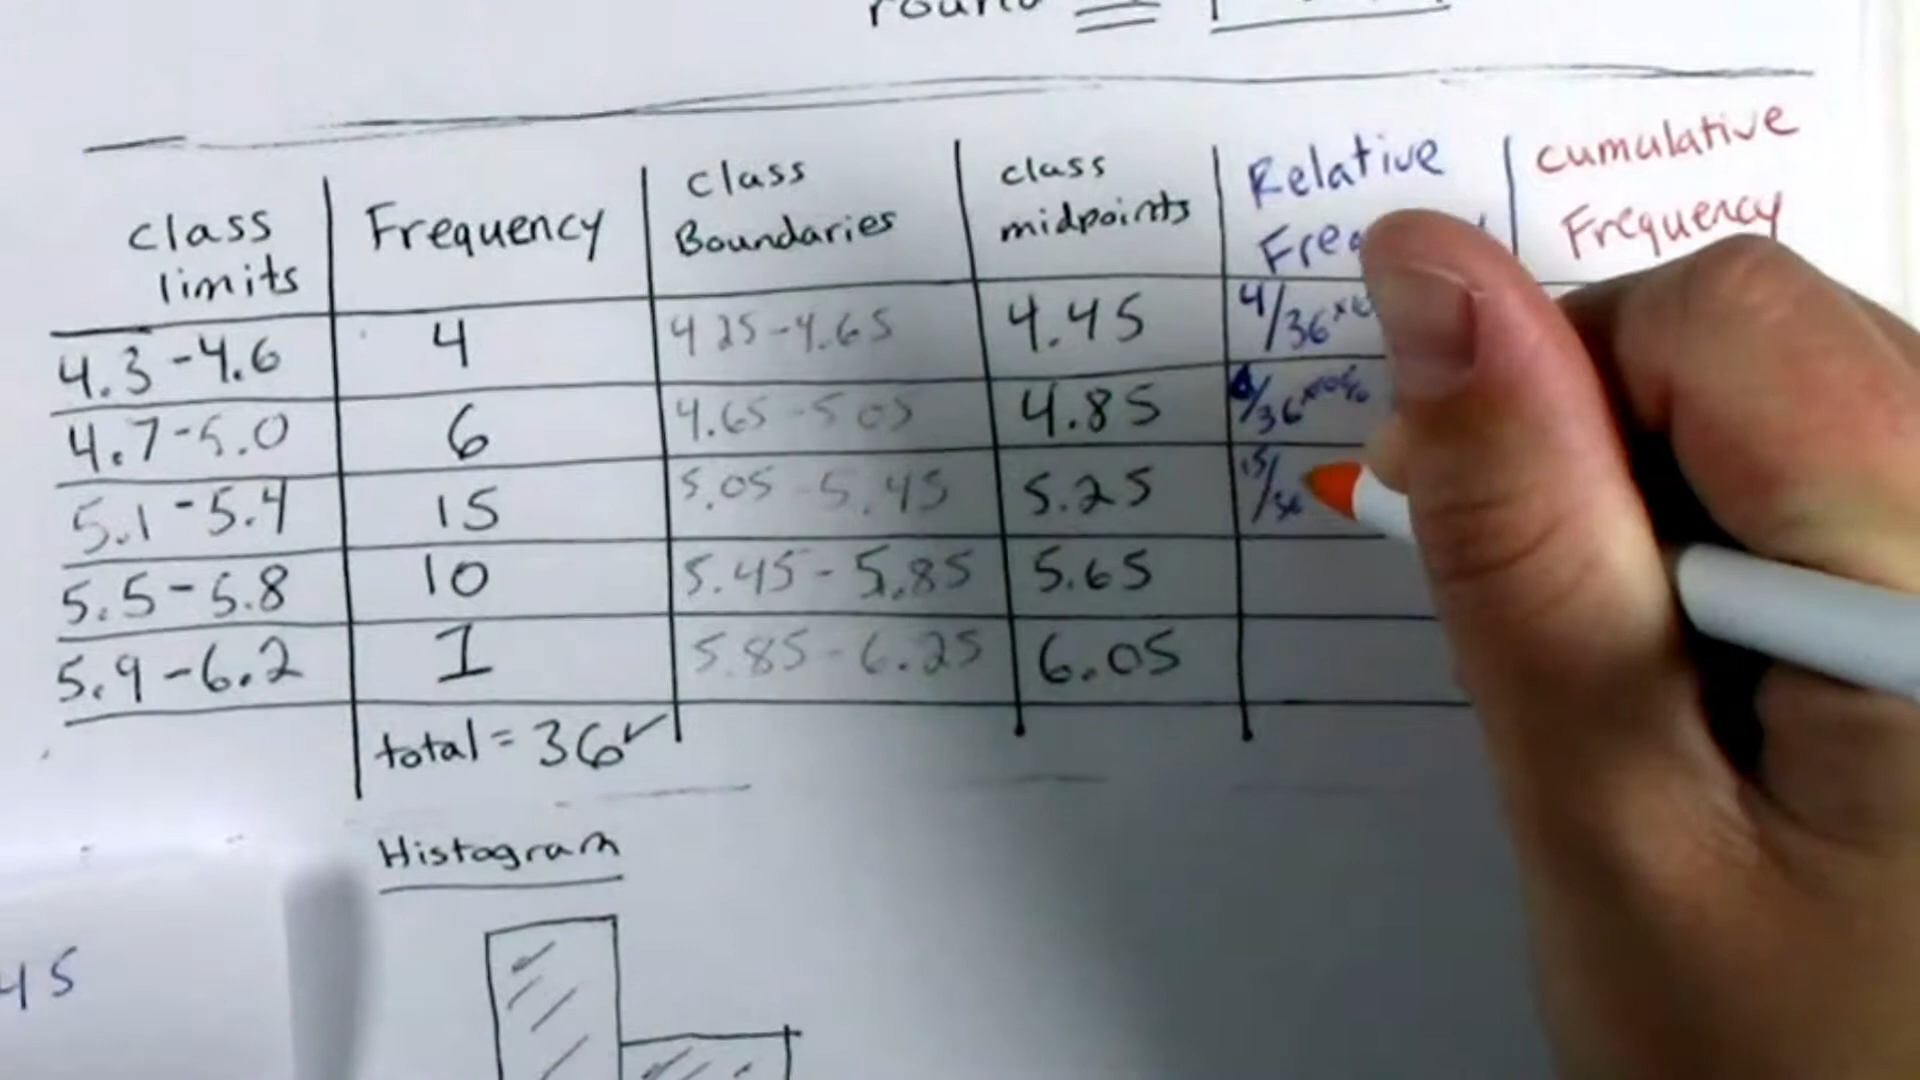 round
class limits | Frequency | class Boundaries | class midpoints | Relative | cumulative Frequency
4.3-4.6 | 4 | 4.25-4.65 | 4.45 | 4/36
4.7-5.0 | 6 | 4.65-5.05 | 4.85 | 6/36 x100%
5.1-5.4 | 15 | 5.05-5.45 | 5.25 | 15/36
5.5-5.8 | 10 | 5.45-5.85 | 5.65
5.9-6.2 | 1 | 5.85-6.25 | 6.05
total = 36✓
Histogram
45